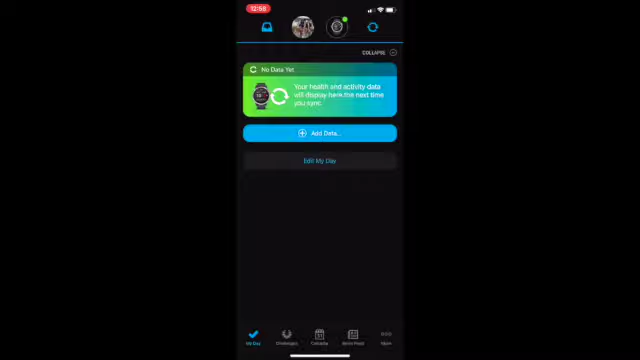 12:58
COLLAPSE
No Data Yet
Your health and activity data
will display here the next time
you sync.
Add Data...
Edit My Day
My Day
Challenges
Calendar
News Feed
More